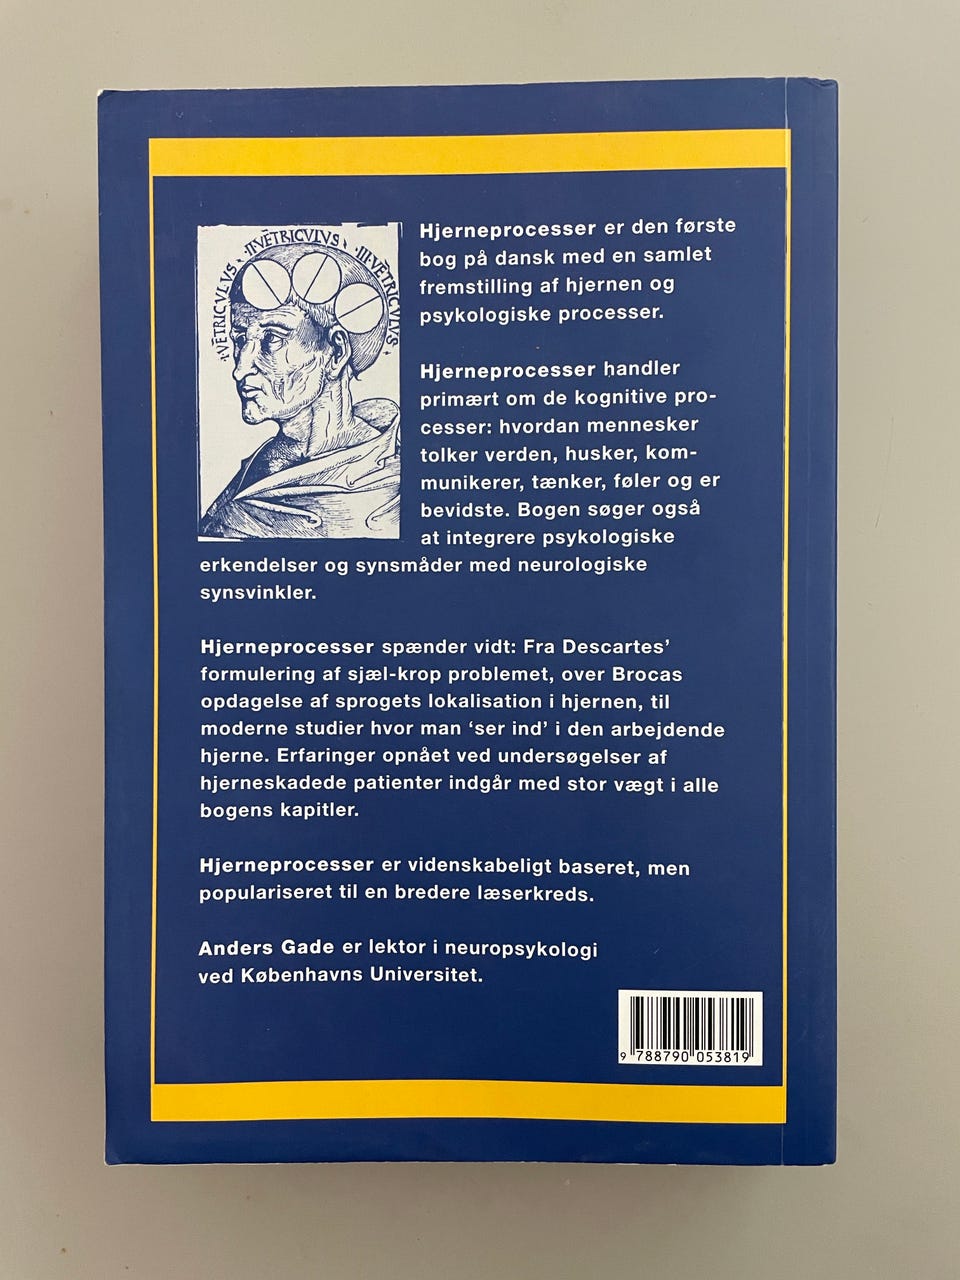 I·VĒTRICVLVS · II·VĒTRICVLVS · III·VĒTRICVLVS ·
Hjerneprocesser er den første
bog på dansk med en samlet
fremstilling af hjernen og
psykologiske processer.
Hjerneprocesser handler
primært om de kognitive pro-
cesser: hvordan mennesker
tolker verden, husker, kom-
munikerer, tænker, føler og er
bevidste. Bogen søger også
at integrere psykologiske
erkendelser og synsmåder med neurologiske
synsvinkler.
Hjerneprocesser spænder vidt: Fra Descartes’
formulering af sjæl-krop problemet, over Brocas
opdagelse af sprogets lokalisation i hjernen, til
moderne studier hvor man ‘ser ind’ i den arbejdende
hjerne. Erfaringer opnået ved undersøgelser af
hjerneskadede patienter indgår med stor vægt i alle
bogens kapitler.
Hjerneprocesser er videnskabeligt baseret, men
populariseret til en bredere læserkreds.
Anders Gade er lektor i neuropsykologi
ved Københavns Universitet.
9 788790 053819